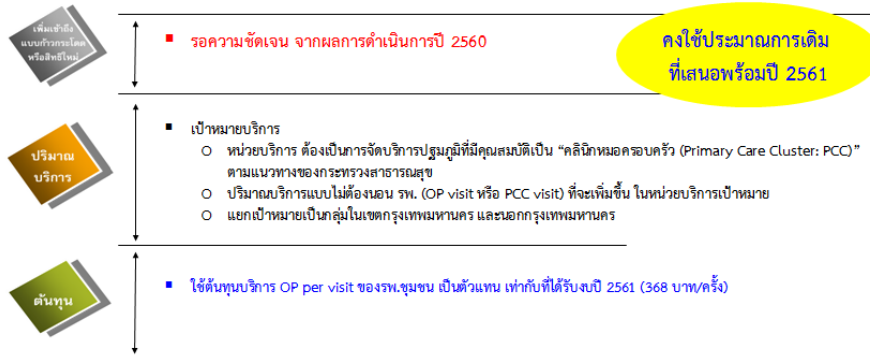 เพิ่มเข้าถึง
แบบก้าวกระโดด
หรือสิทธิใหม่
▪ รอความชัดเจน จากผลการดำเนินการปี 2560
คงใช้ประมาณการเดิม
ที่เสนอพร้อมปี 2561
ปริมาณ
บริการ
▪ เป้าหมายบริการ
o หน่วยบริการ ต้องเป็นการจัดบริการปฐมภูมิที่มีคุณสมบัติเป็น “คลินิกหมอครอบครัว (Primary Care Cluster: PCC)”
ตามแนวทางของกระทรวงสาธารณสุข
o ปริมาณบริการแบบไม่ต้องนอน รพ. (OP visit หรือ PCC visit) ที่จะเพิ่มขึ้น ในหน่วยบริการเป้าหมาย
o แยกเป้าหมายเป็นกลุ่มในเขตกรุงเทพมหานคร และนอกกรุงเทพมหานคร
ต้นทุน
▪ ใช้ต้นทุนบริการ OP per visit ของรพ.ชุมชน เป็นตัวแทน เท่ากับที่ได้รับงบปี 2561 (368 บาท/ครั้ง)